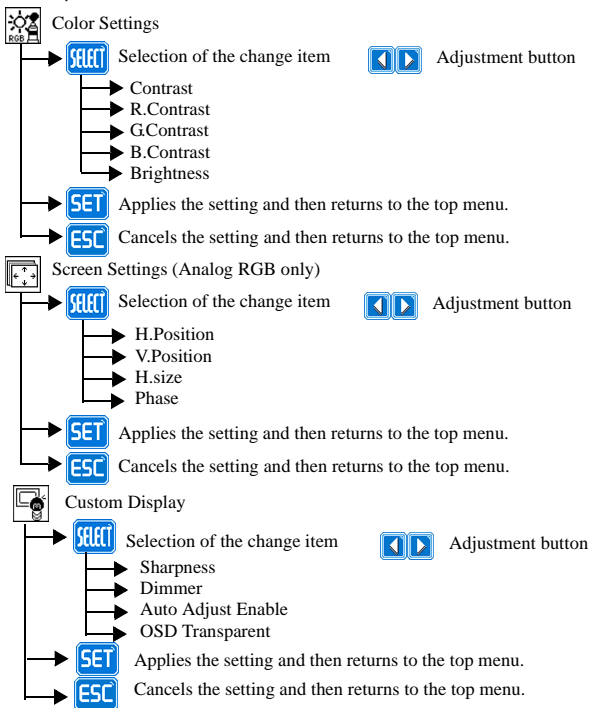 RGB Color Settings
SELECT Selection of the change item Adjustment button
Contrast
R.Contrast
G.Contrast
B.Contrast
Brightness
SET Applies the setting and then returns to the top menu.
ESC Cancels the setting and then returns to the top menu.
Screen Settings (Analog RGB only)
SELECT Selection of the change item Adjustment button
H.Position
V.Position
H.size
Phase
SET Applies the setting and then returns to the top menu.
ESC Cancels the setting and then returns to the top menu.
Custom Display
SELECT Selection of the change item Adjustment button
Sharpness
Dimmer
Auto Adjust Enable
OSD Transparent
SET Applies the setting and then returns to the top menu.
ESC Cancels the setting and then returns to the top menu.